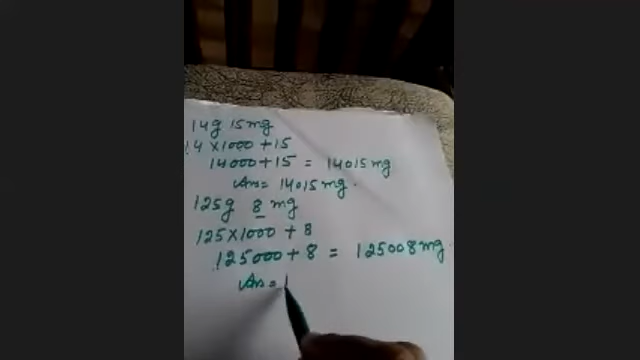 14g 15mg
14 x 1000 + 15
14000 + 15 = 14015 mg
Ans = 14015 mg.
125g 8 mg
125 x 1000 + 8
125000 + 8 = 125008 mg.
Ans = 1